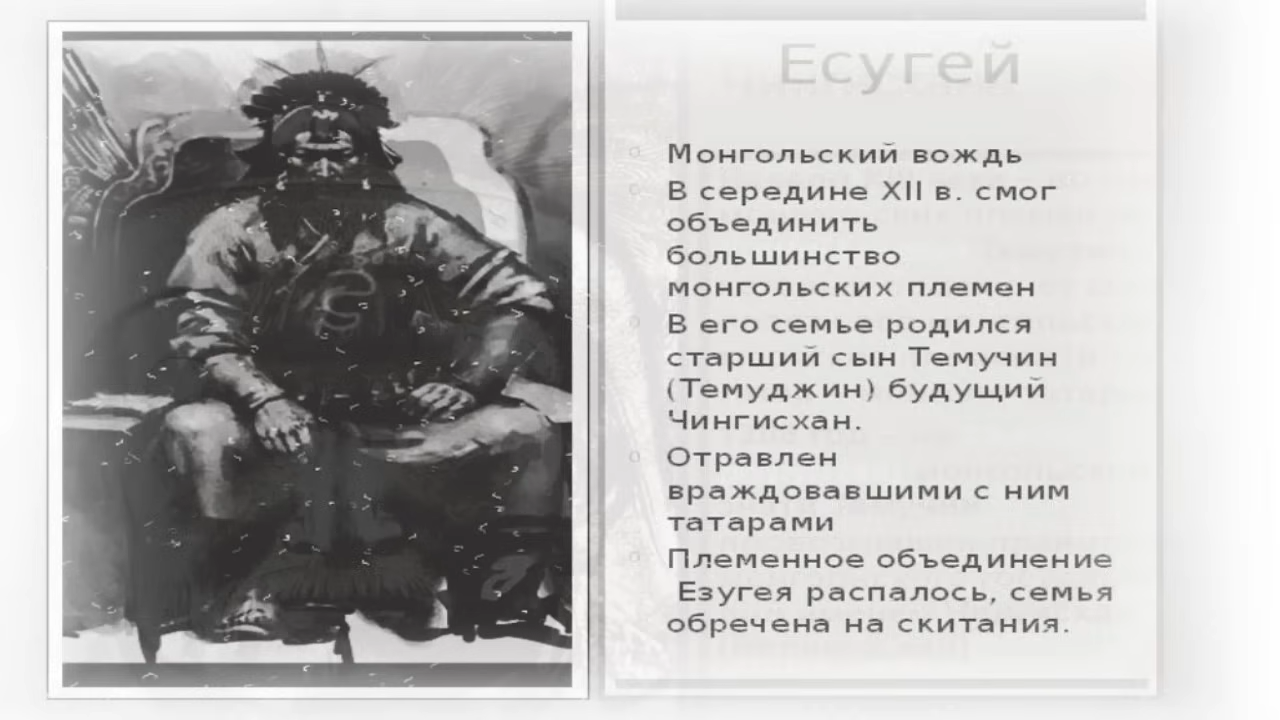 Есугей
Монгольский вождь
В середине XII в. смог
объединить
большинство
монгольских племен
В его семье родился
старший сын Темучин
(Темуджин) будущий
Чингисхан.
Отравлен
враждовавшими с ним
татарами
Племенное объединение
Езугея распалось, семья
обречена на скитания.